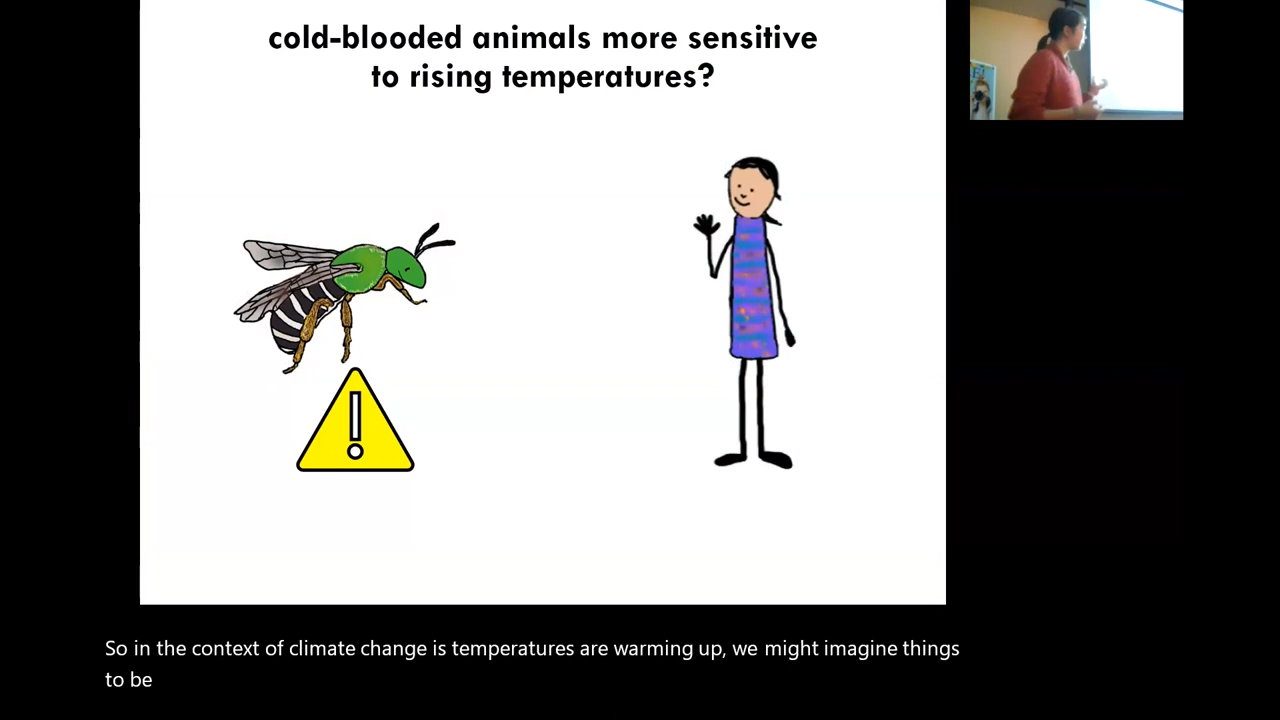 cold-blooded animals more sensitive
to rising temperatures?
So in the context of climate change is temperatures are warming up, we might imagine things
to be